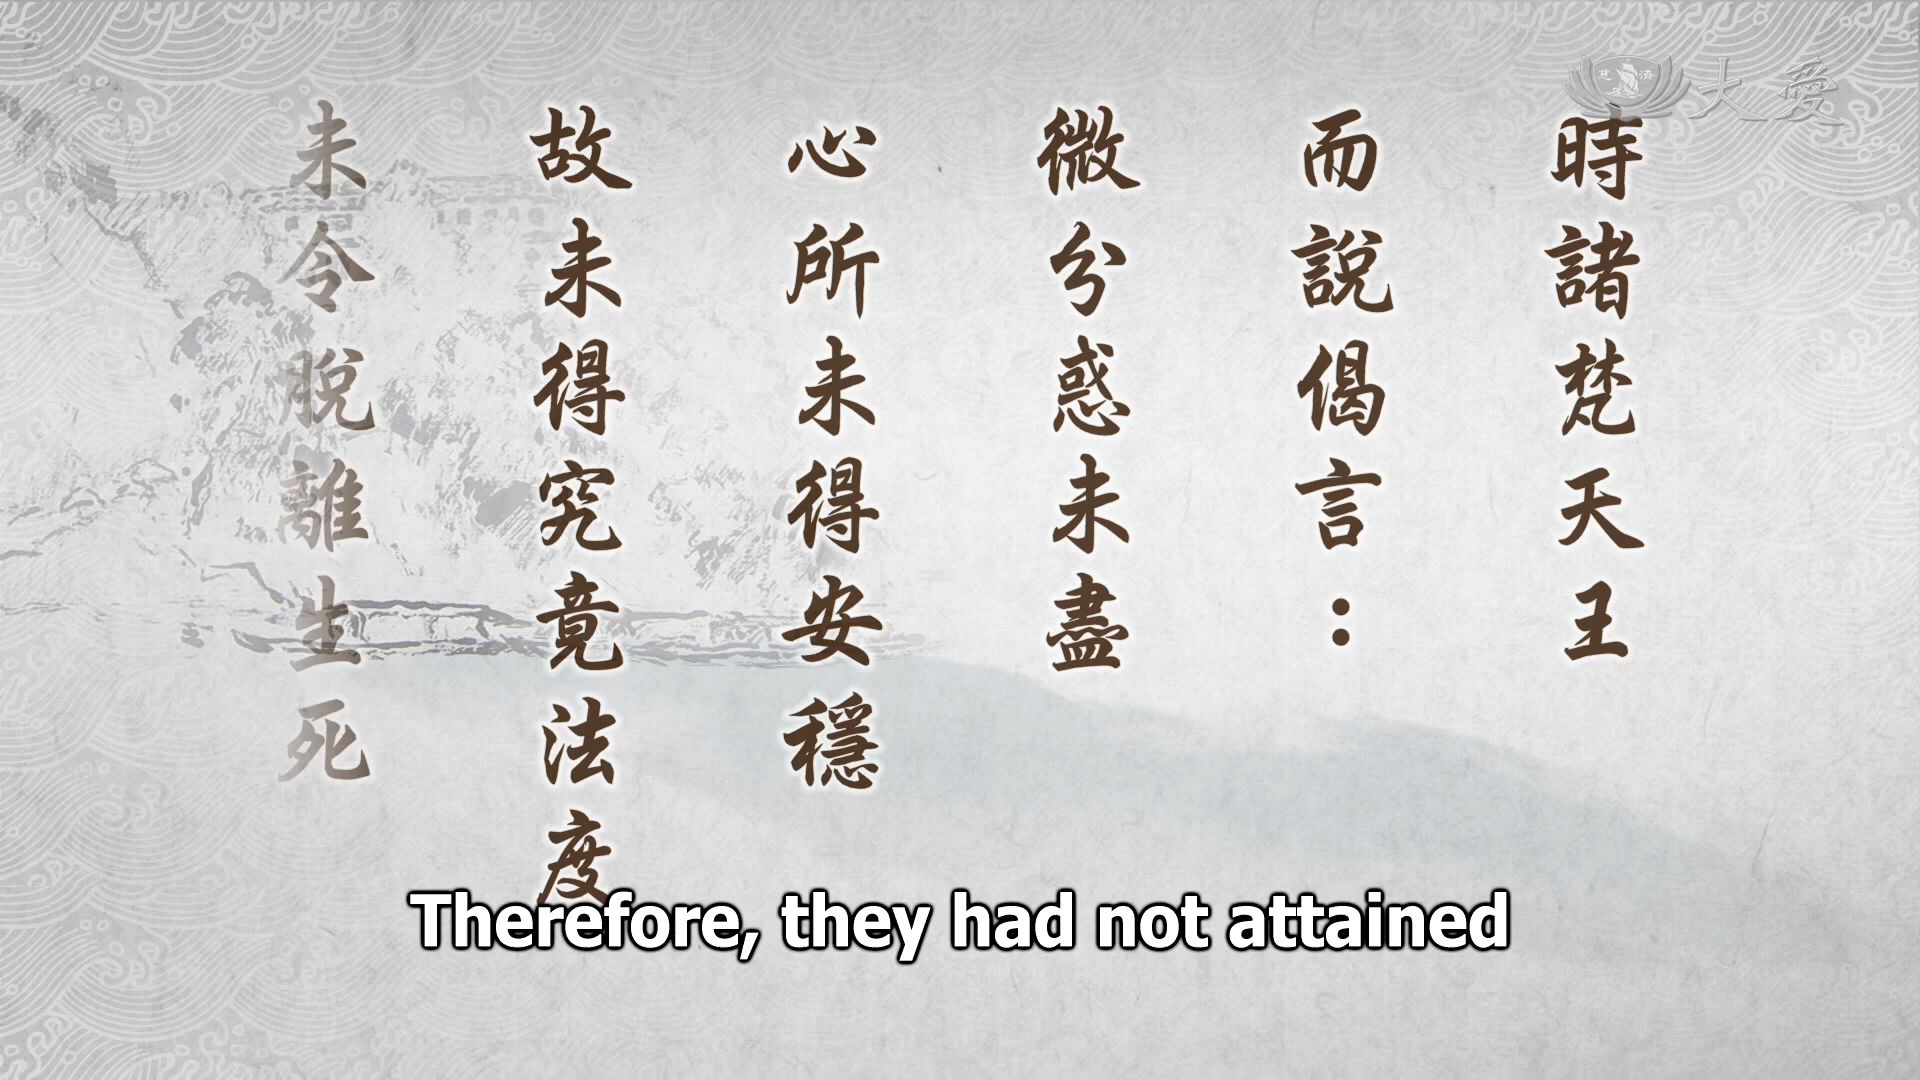 時諸梵天王
而說偈言：
微分惑未盡
心所未得安穩
故未得究竟法度
未令脫離生死
慈濟
大愛
Therefore, they had not attained